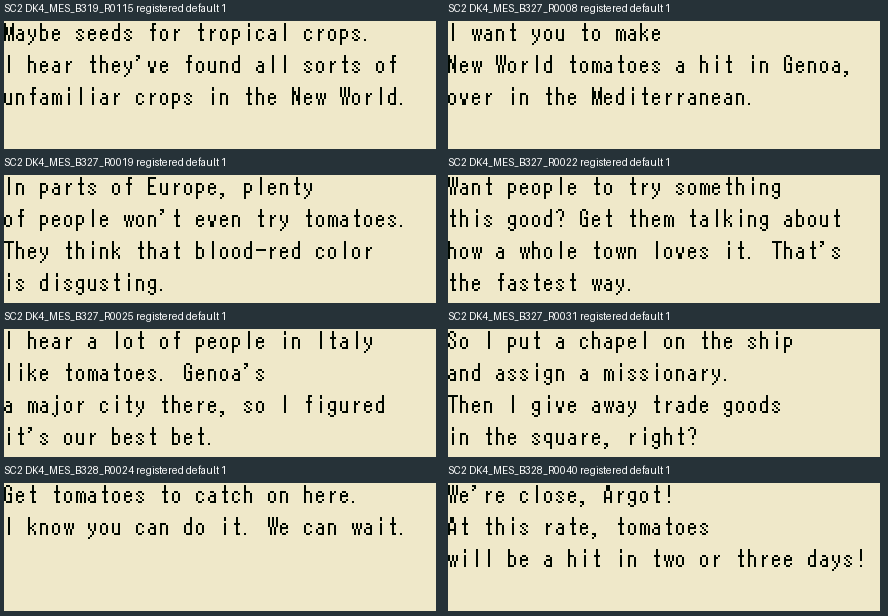 SC2 DK4_MES_B319_R0115 registered default 1
Maybe seeds for tropical crops.
I hear they've found all sorts of
unfamiliar crops in the New World.
SC2 DK4_MES_B327_R0008 registered default 1
I want you to make
New World tomatoes a hit in Genoa,
over in the Mediterranean.
SC2 DK4_MES_B327_R0019 registered default 1
In parts of Europe, plenty
of people won't even try tomatoes.
They think that blood-red color
is disgusting.
SC2 DK4_MES_B327_R0022 registered default 1
Want people to try something
this good? Get them talking about
how a whole town loves it. That's
the fastest way.
SC2 DK4_MES_B327_R0025 registered default 1
I hear a lot of people in Italy
like tomatoes. Genoa's
a major city there, so I figured
it's our best bet.
SC2 DK4_MES_B327_R0031 registered default 1
So I put a chapel on the ship
and assign a missionary.
Then I give away trade goods
in the square, right?
SC2 DK4_MES_B328_R0024 registered default 1
Get tomatoes to catch on here.
I know you can do it. We can wait.
SC2 DK4_MES_B328_R0040 registered default 1
We're close, Argot!
At this rate, tomatoes
will be a hit in two or three days!